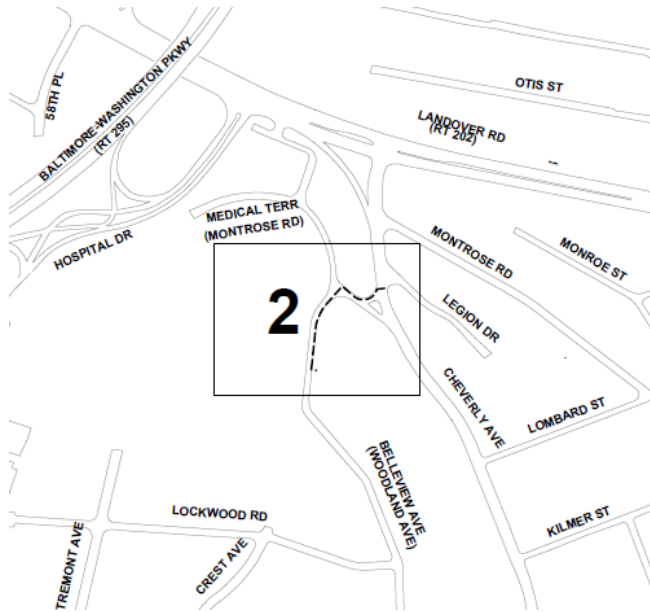 58TH PL
BALTIMORE-WASHINGTON PKWY
(RT 295)
OTIS ST
LANDOVER RD
(RT 202)
MEDICAL TERR
(MONTROSE RD)
HOSPITAL DR
MONTROSE RD
MONROE ST
2
LEGION DR
CHEVERLY AVE
LOMBARD ST
BELLEVIEW AVE
(WOODLAND AVE)
LOCKWOOD RD
KILMER ST
CREST AVE
TREMONT AVE